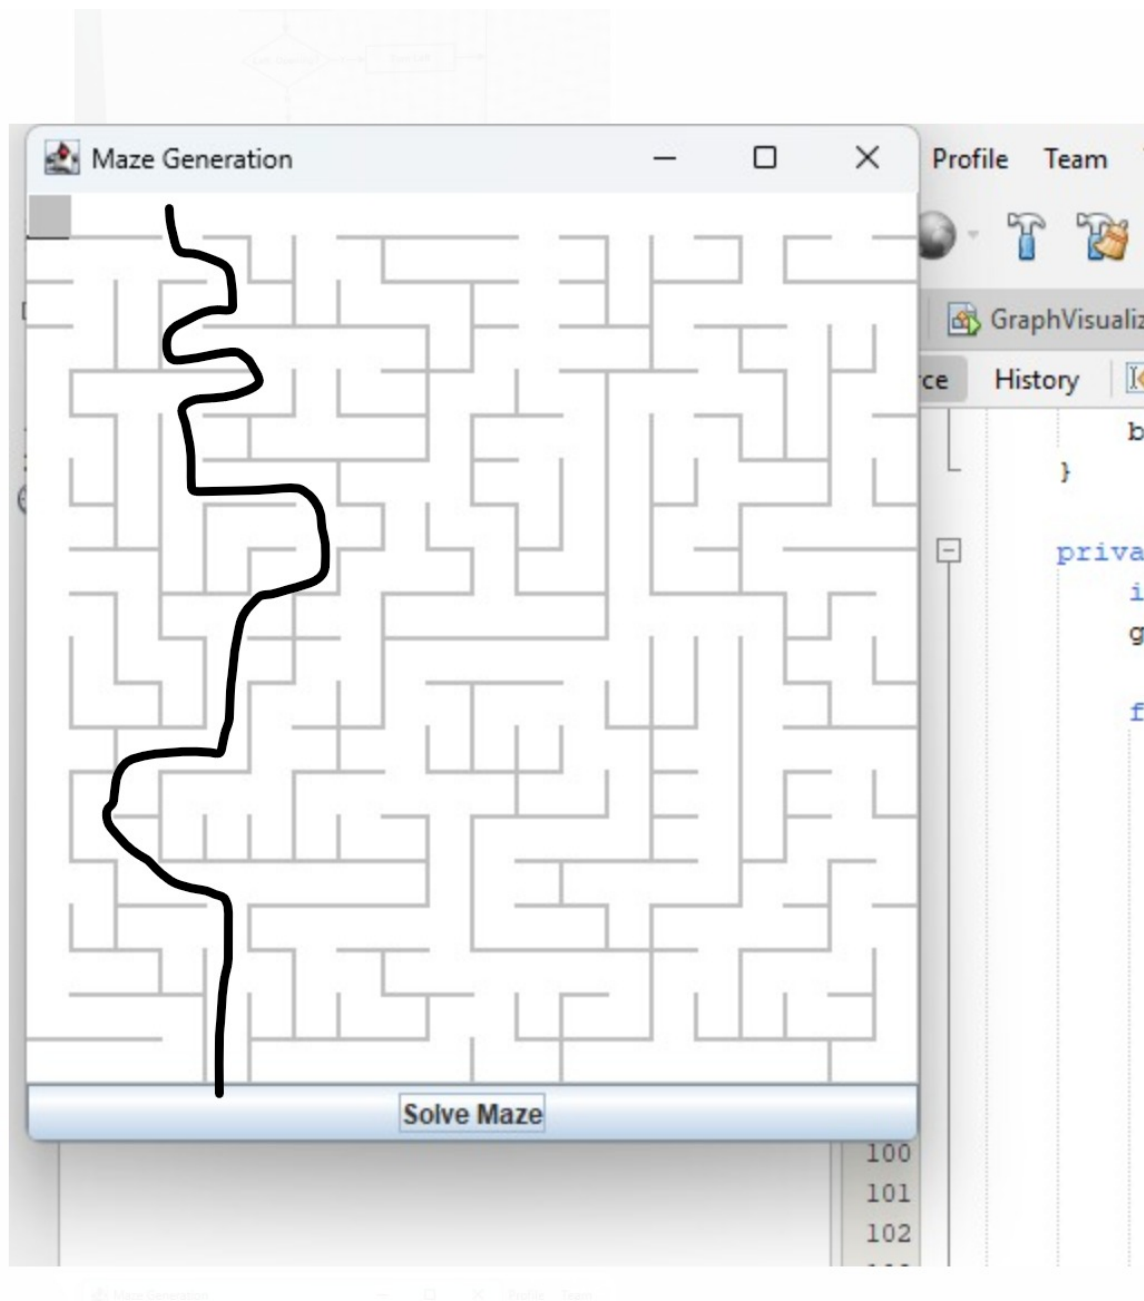 Maze Generation
Profile Team
GraphVisualiz
ce History
b
}
priva
i
g
f
Solve Maze
100
101
102